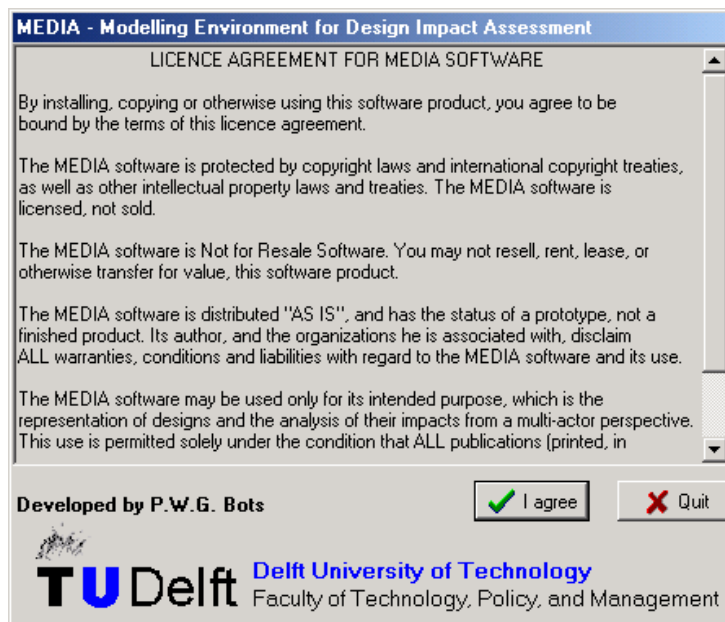 MEDIA - Modelling Environment for Design Impact Assessment
LICENCE AGREEMENT FOR MEDIA SOFTWARE
By installing, copying or otherwise using this software product, you agree to be
bound by the terms of this licence agreement.
The MEDIA software is protected by copyright laws and international copyright treaties,
as well as other intellectual property laws and treaties. The MEDIA software is
licensed, not sold.
The MEDIA software is Not for Resale Software. You may not resell, rent, lease, or
otherwise transfer for value, this software product.
The MEDIA software is distributed "AS IS", and has the status of a prototype, not a
finished product. Its author, and the organizations he is associated with, disclaim
ALL warranties, conditions and liabilities with regard to the MEDIA software and its use.
The MEDIA software may be used only for its intended purpose, which is the
representation of designs and the analysis of their impacts from a multi-actor perspective.
This use is permitted solely under the condition that ALL publications (printed, in
Developed by P.W.G. Bots
I agree
Quit
TU Delft
Delft University of Technology
Faculty of Technology, Policy, and Management